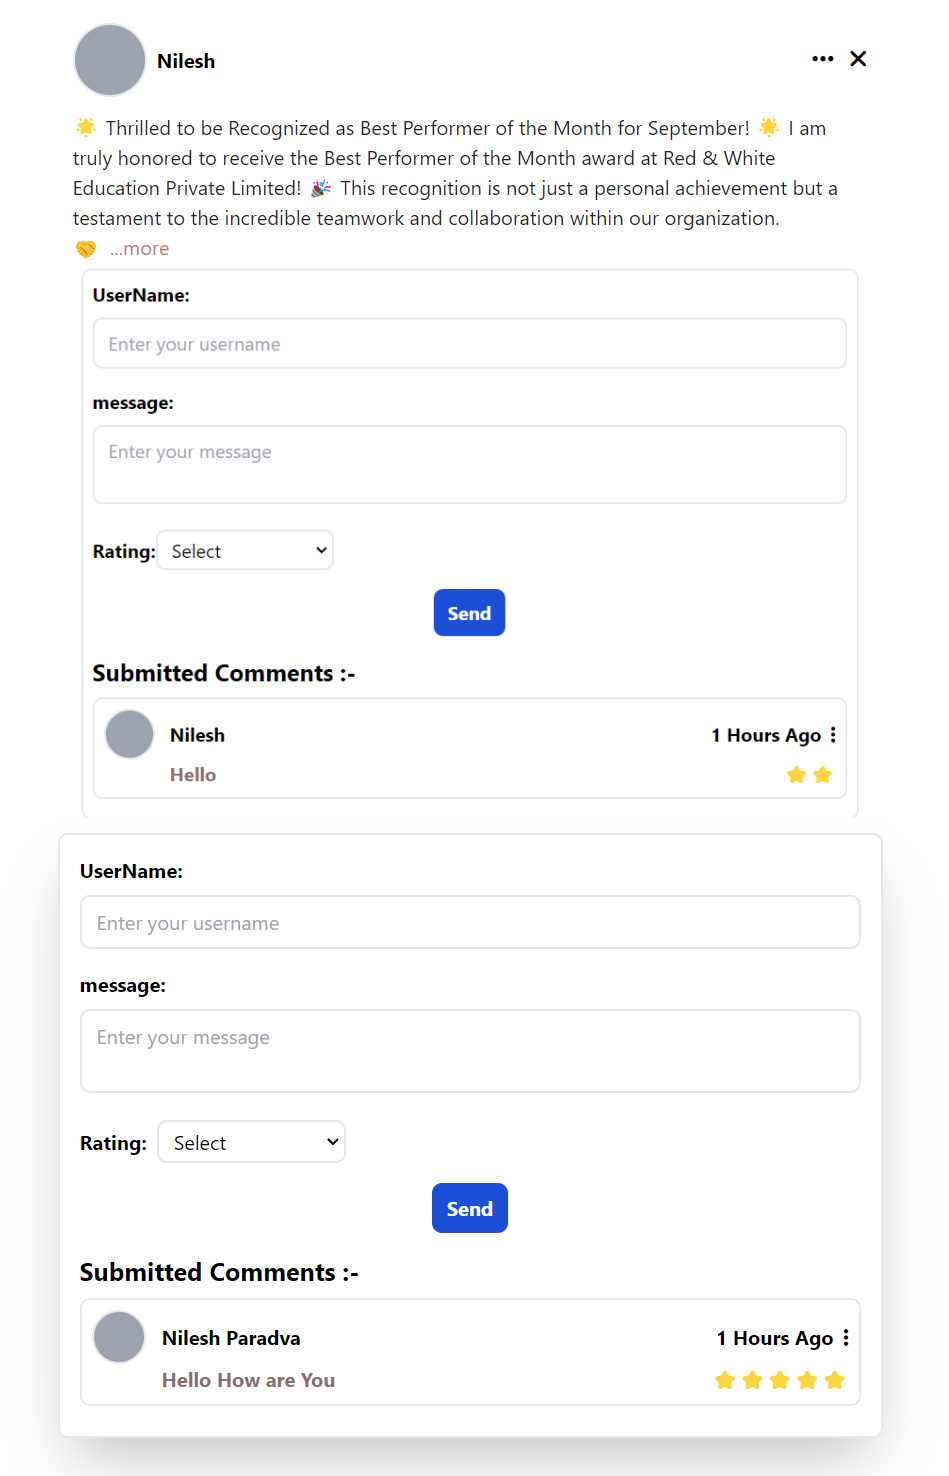 Nilesh
🌟 Thrilled to be Recognized as Best Performer of the Month for September! 🌟 I am
truly honored to receive the Best Performer of the Month award at Red & White
Education Private Limited! 🎉 This recognition is not just a personal achievement but a
testament to the incredible teamwork and collaboration within our organization.
🤝 ...more
UserName:
Enter your username
message:
Enter your message
Rating: Select
Send
Submitted Comments :-
Nilesh 1 Hours Ago
Hello
UserName:
Enter your username
message:
Enter your message
Rating: Select
Send
Submitted Comments :-
Nilesh Paradva 1 Hours Ago
Hello How are You